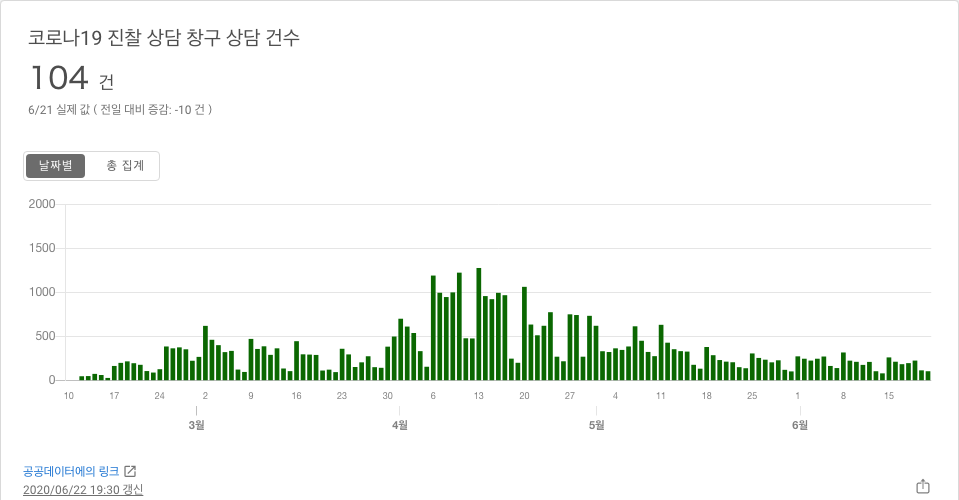 코로나19 진찰 상담 창구 상담 건수
104 건
6/21 실제 값 ( 전일 대비 증감: -10 건 )
날짜별 총 집계
2000
1500
1000
500
0
10 17 24 2 9 16 23 30 6 13 20 27 4 11 18 25 1 8 15
3월 4월 5월 6월
공공데이터에의 링크
2020/06/22 19:30 갱신